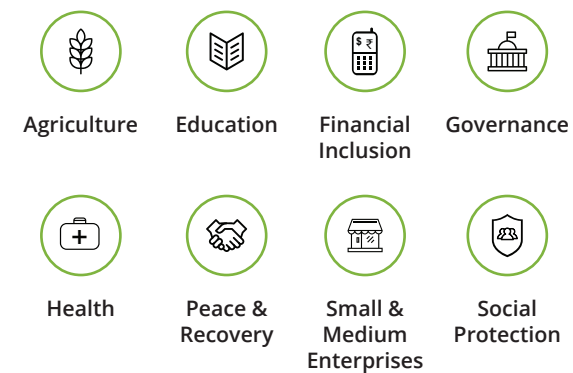 $ ₹
Agriculture
Education
Financial
Inclusion
Governance
Health
Peace &
Recovery
Small &
Medium
Enterprises
Social
Protection